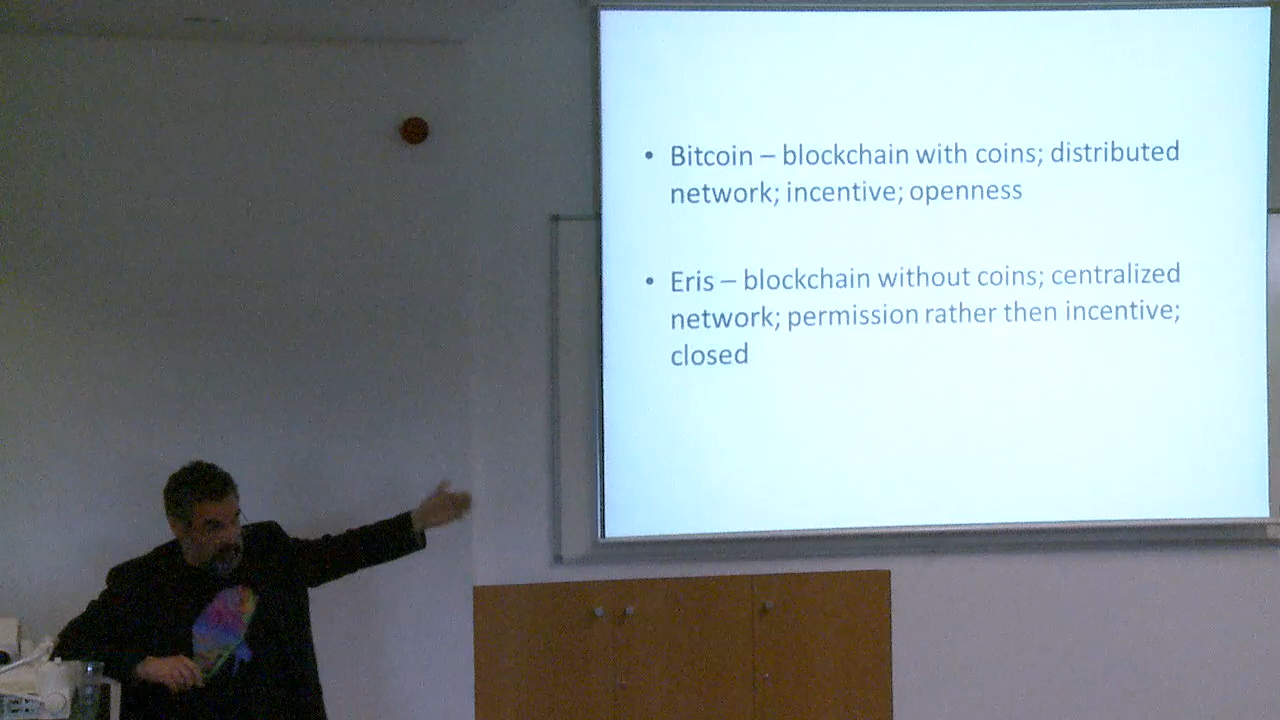 • Bitcoin – blockchain with coins; distributed
network; incentive; openness
• Eris – blockchain without coins; centralized
network; permission rather then incentive;
closed